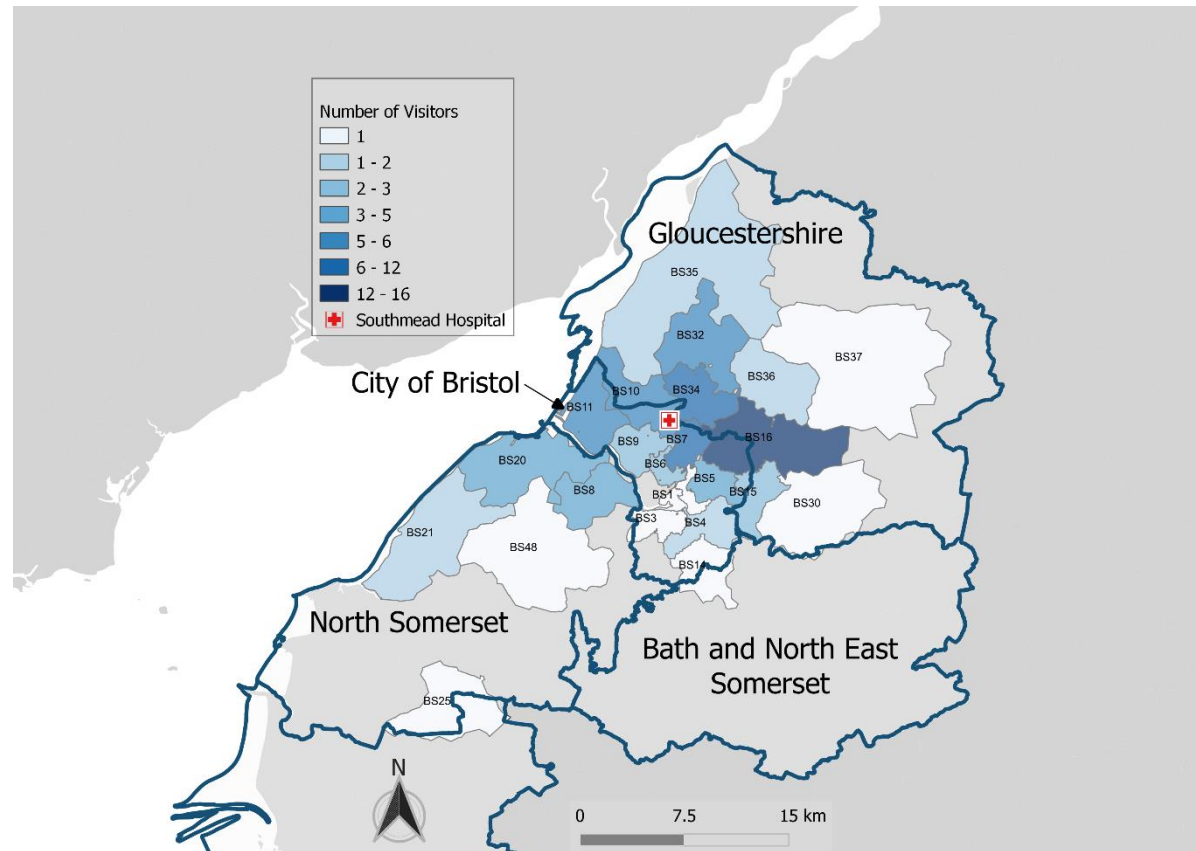 Number of Visitors
1
1 - 2
2 - 3
3 - 5
5 - 6
6 - 12
12 - 16
Southmead Hospital
Gloucestershire
BS35
BS32
BS37
BS36
City of Bristol
BS10
BS34
BS11
BS16
BS9
BS7
BS20
BS6
BS5
BS8
BS15
BS1
BS30
BS3
BS4
BS21
BS48
BS14
North Somerset
Bath and North East
Somerset
BS25
N
0 7.5 15 km